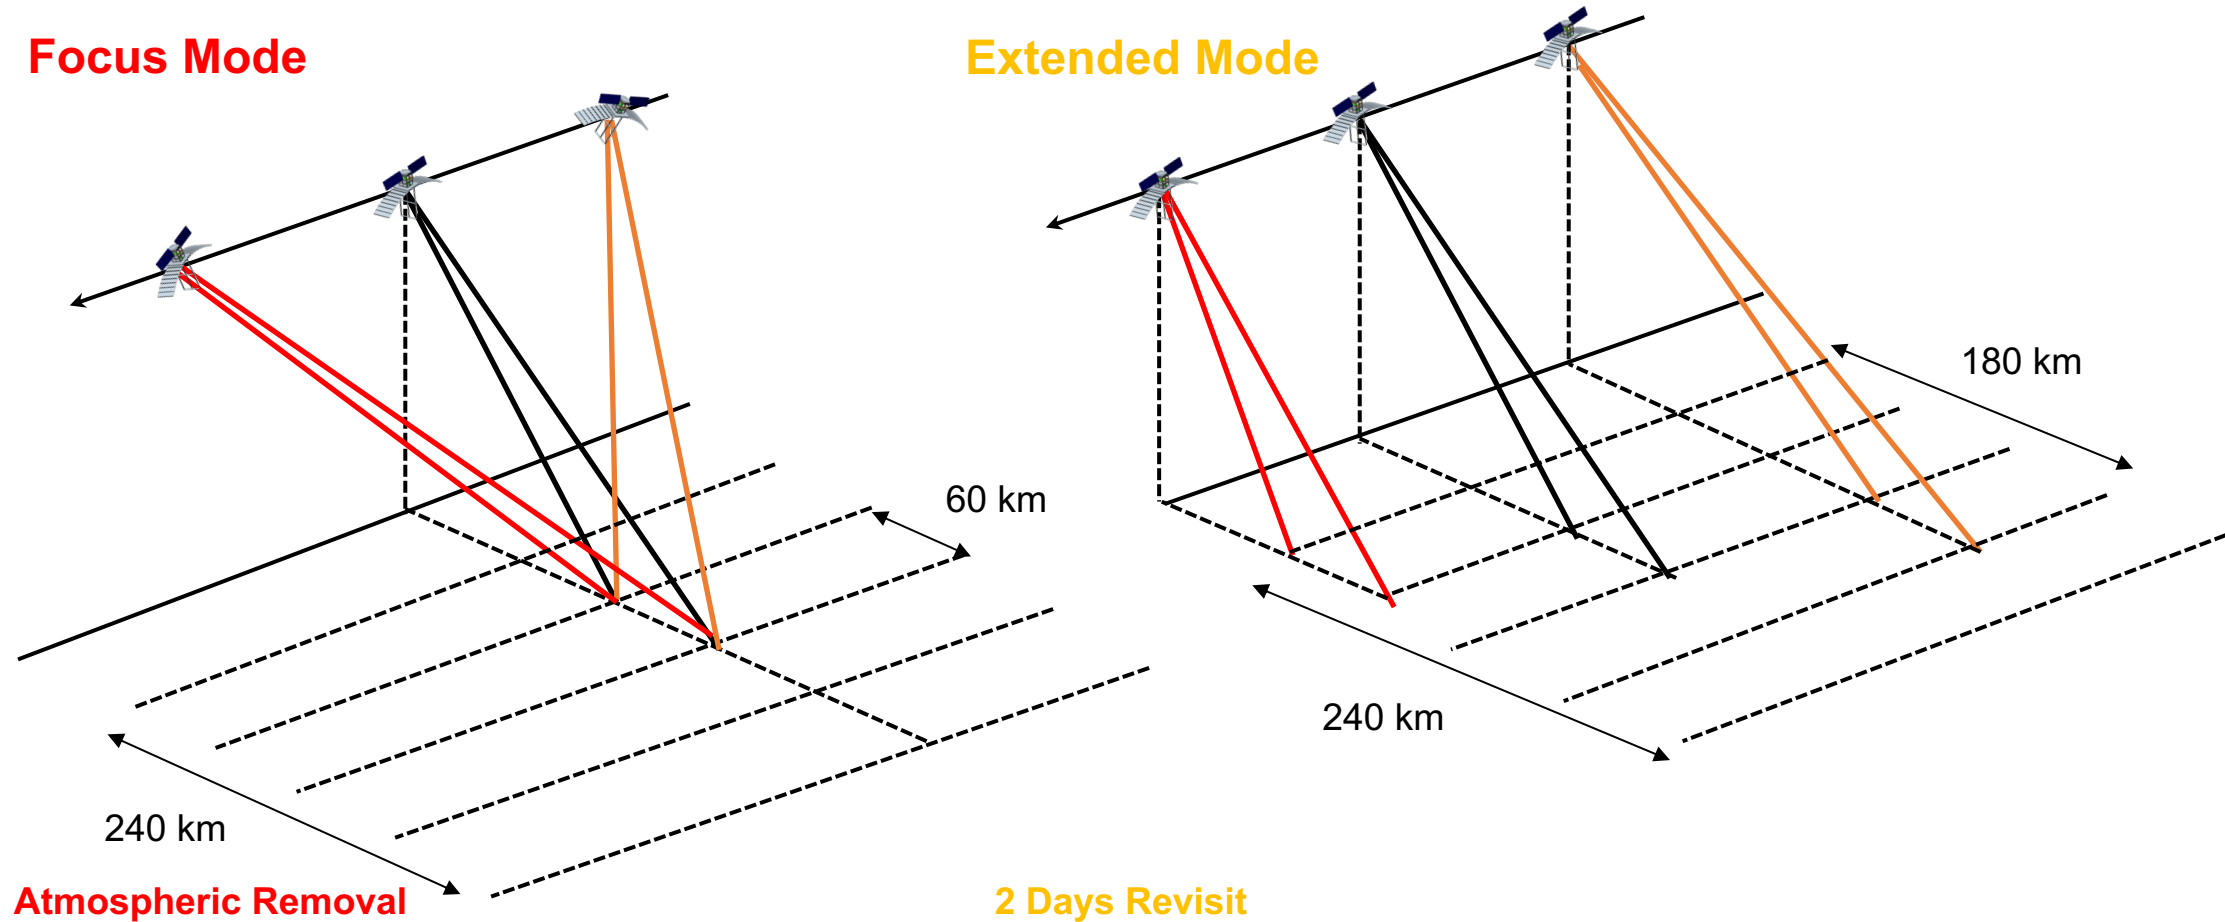 Focus Mode
Extended Mode
60 km
180 km
240 km
240 km
Atmospheric Removal
2 Days Revisit